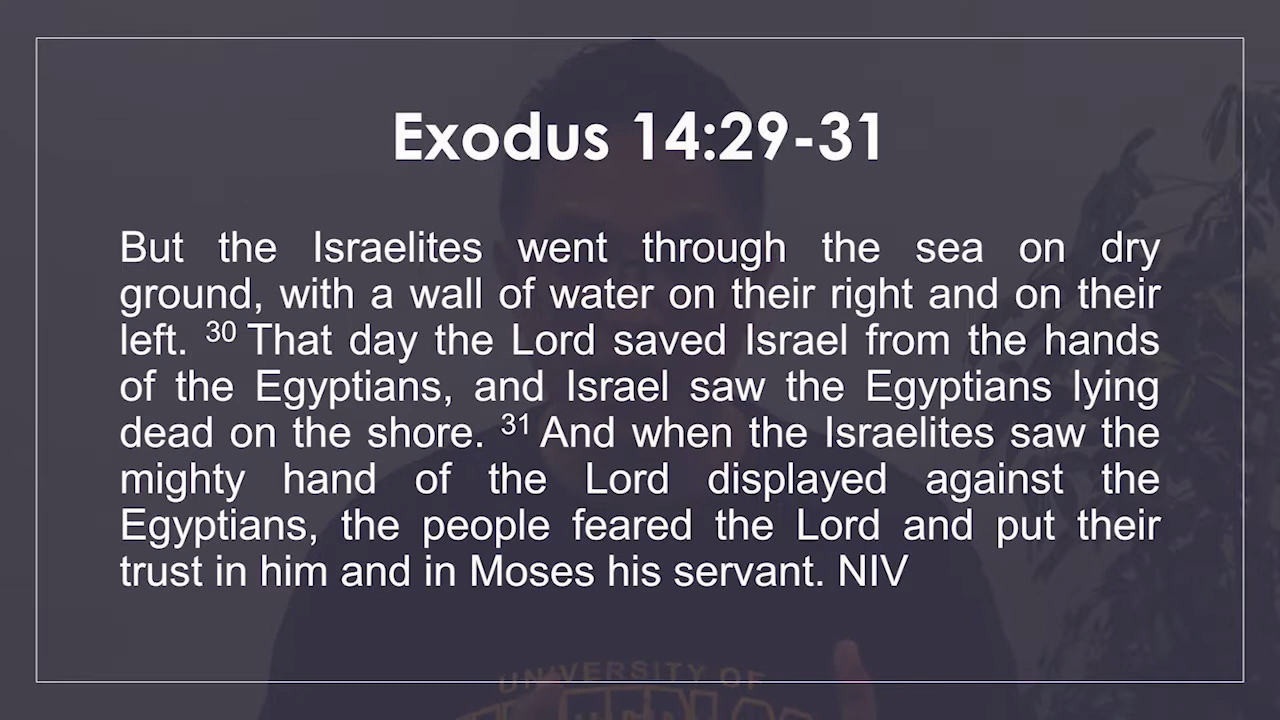 Exodus 14:29-31
But the Israelites went through the sea on dry
ground, with a wall of water on their right and on their
left. 30 That day the Lord saved Israel from the hands
of the Egyptians, and Israel saw the Egyptians lying
dead on the shore. 31 And when the Israelites saw the
mighty hand of the Lord displayed against the
Egyptians, the people feared the Lord and put their
trust in him and in Moses his servant. NIV
UNIVERSITY OF